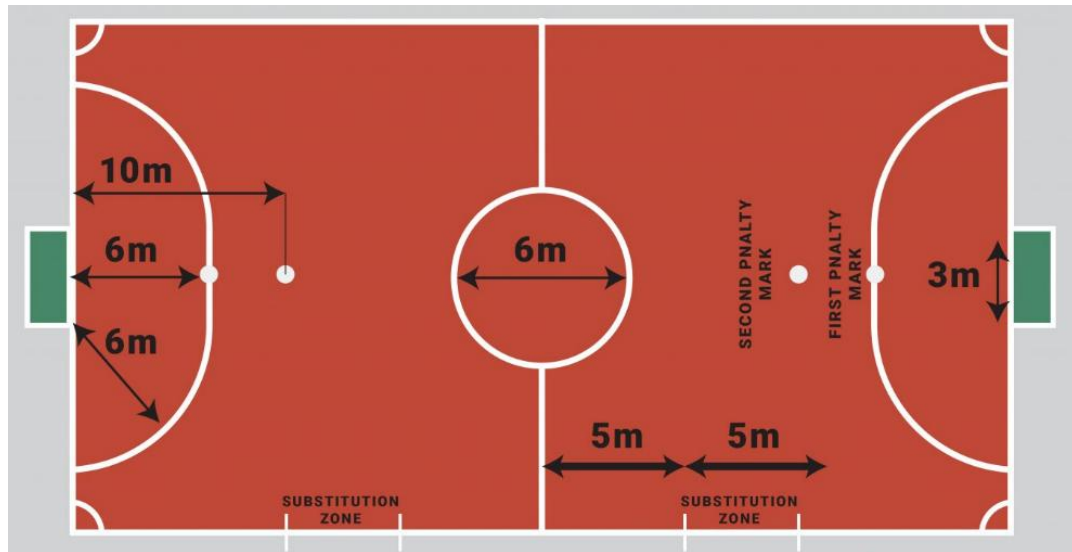 10m
6m
6m
6m
SECOND PNALTY
MARK
FIRST PNALTY
MARK
3m
5m
5m
SUBSTITUTION
ZONE
SUBSTITUTION
ZONE